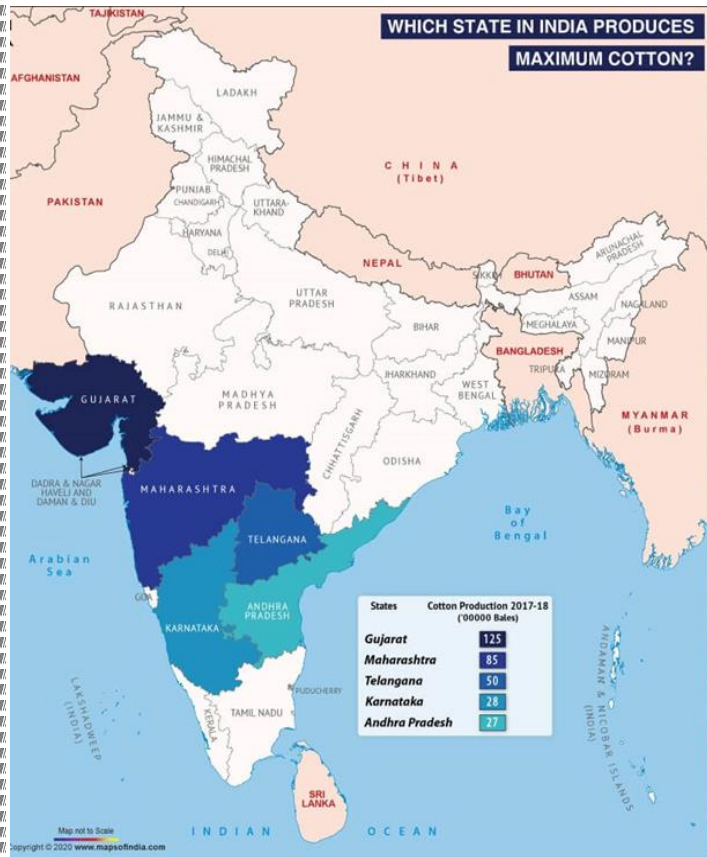 WHICH STATE IN INDIA PRODUCES
MAXIMUM COTTON?
TAJIKISTAN
AFGHANISTAN
LADAKH
JAMMU &
KASHMIR
HIMACHAL
PRADESH
CHINA
(Tibet)
PUNJAB
CHANDIGARH
PAKISTAN
UTTARA-
KHAND
HARYANA
DELHI
NEPAL
SIKKIM
BHUTAN
ARUNACHAL
PRADESH
RAJASTHAN
UTTAR
PRADESH
ASSAM
NAGALAND
BIHAR
MEGHALAYA
MANIPUR
BANGLADESH
TRIPURA
MIZORAM
JHARKHAND
WEST
BENGAL
GUJARAT
MADHYA
PRADESH
CHHATTISGARH
MYANMAR
(Burma)
ODISHA
DADRA & NAGAR
HAVELI AND
DAMAN & DIU
MAHARASHTRA
TELANGANA
Bay
of
Bengal
Arabian
Sea
GOA
KARNATAKA
ANDHRA
PRADESH
States Cotton Production 2017-18
('00000 Bales)
Gujarat 125
Maharashtra 85
Telangana 50
Karnataka 28
Andhra Pradesh 27
LAKSHADWEEP
(INDIA)
KERALA
TAMIL NADU
PUDUCHERRY
ANDAMAN & NICOBAR ISLANDS
(INDIA)
SRI
LANKA
Map not to Scale
INDIAN OCEAN
Copyright © 2020 www.mapsofindia.com